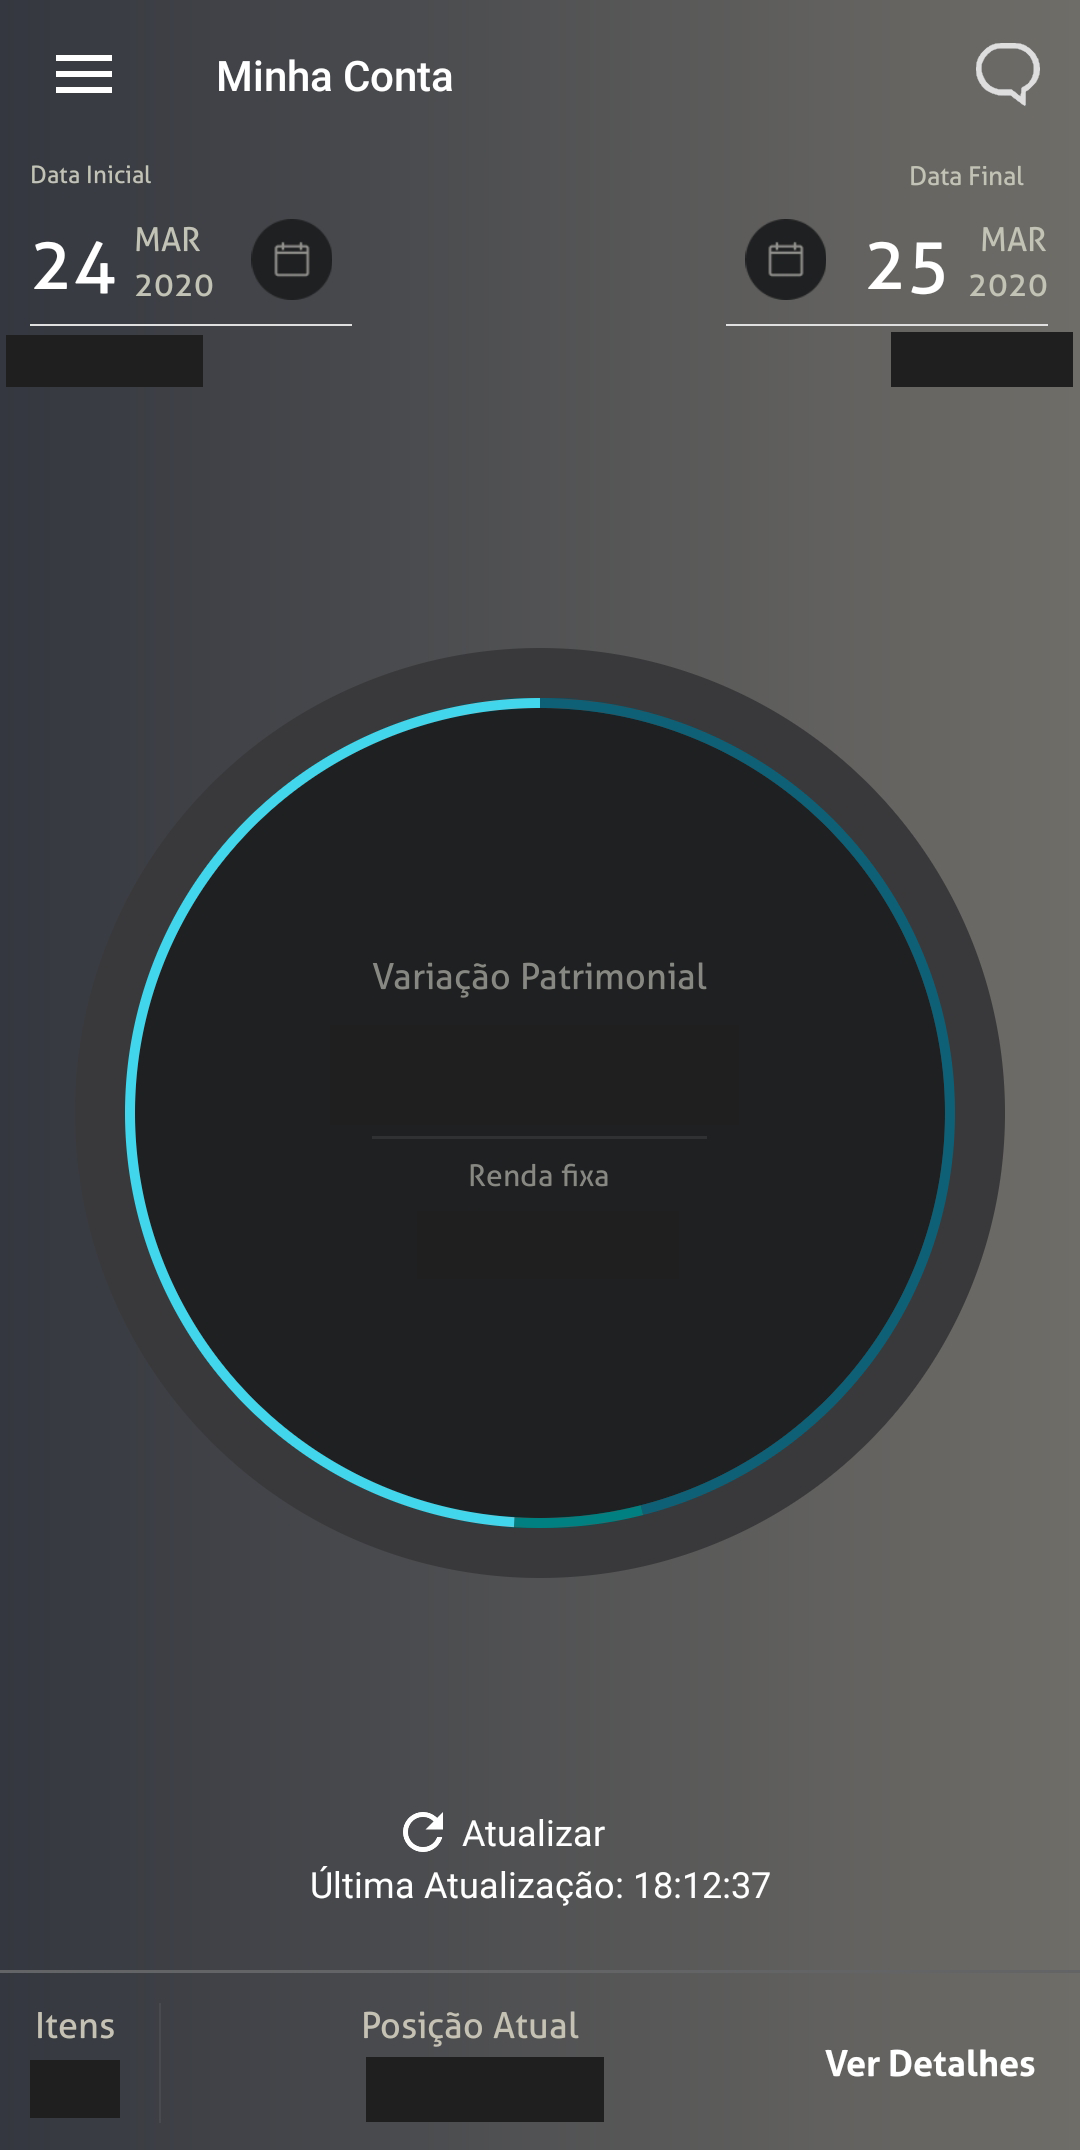 Minha Conta
Data Inicial
Data Final
24 MAR 2020
25 MAR 2020
Variação Patrimonial
Renda fixa
Atualizar
Última Atualização: 18:12:37
Itens
Posição Atual
Ver Detalhes